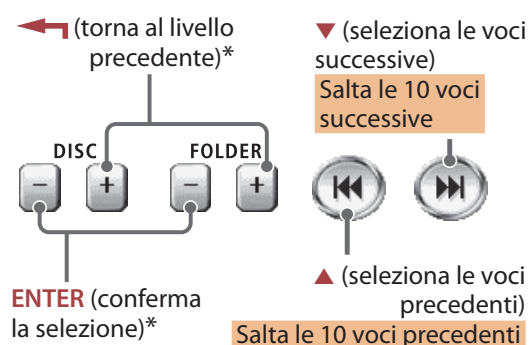 (torna al livello
precedente)*
▼ (seleziona le voci
successive)
Salta le 10 voci
successive
DISC
FOLDER
– + – +
ENTER (conferma
la selezione)*
▲ (seleziona le voci
precedenti)
Salta le 10 voci precedenti